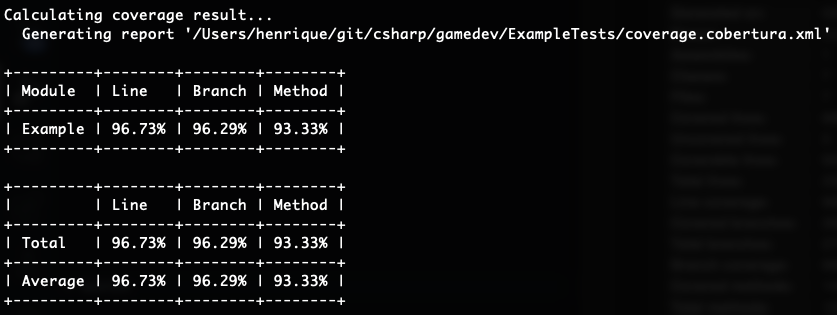 Calculating coverage result...
  Generating report '/Users/henrique/git/csharp/gamedev/ExampleTests/coverage.cobertura.xml'

+---------+--------+--------+--------+
| Module  | Line   | Branch | Method |
+---------+--------+--------+--------+
| Example | 96.73% | 96.29% | 93.33% |
+---------+--------+--------+--------+

+---------+--------+--------+--------+
|         | Line   | Branch | Method |
+---------+--------+--------+--------+
| Total   | 96.73% | 96.29% | 93.33% |
+---------+--------+--------+--------+
| Average | 96.73% | 96.29% | 93.33% |
+---------+--------+--------+--------+